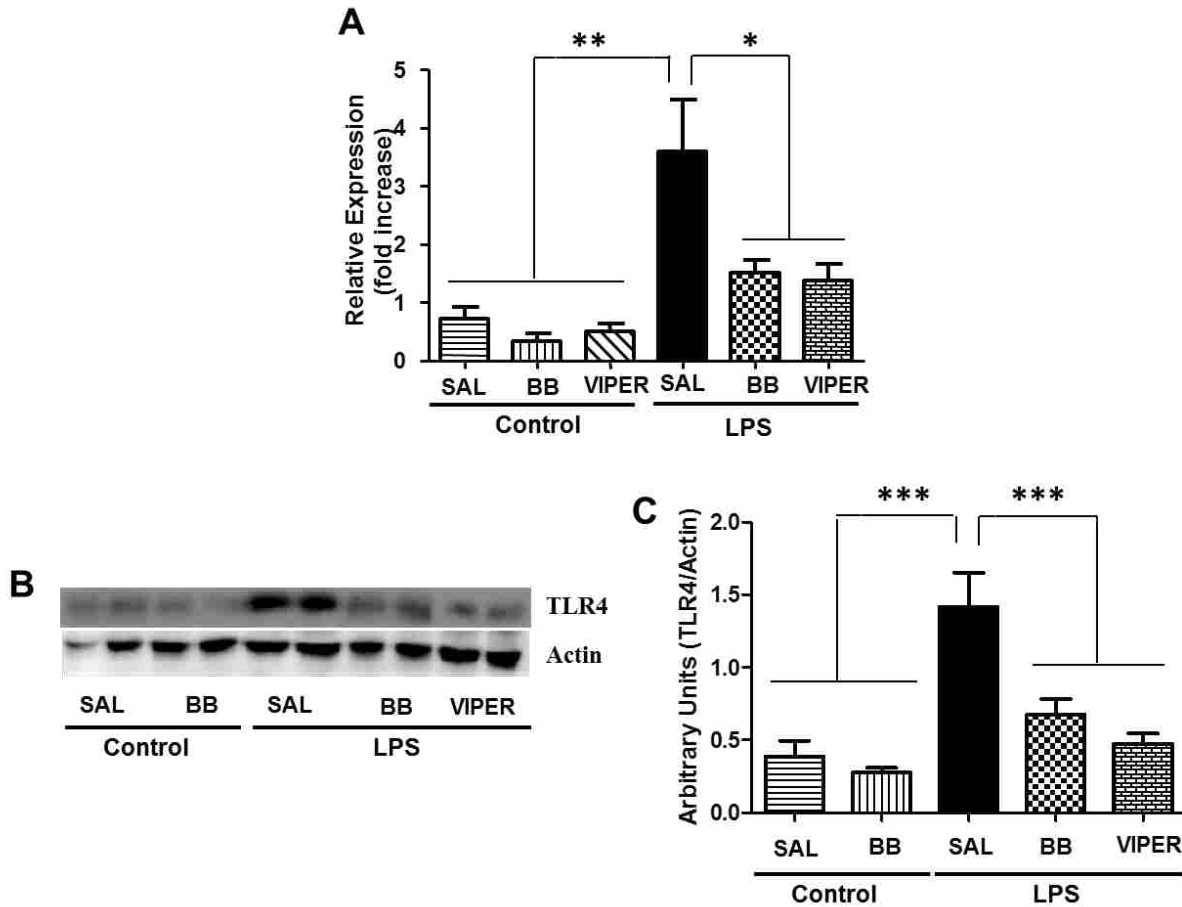 A
** *
Relative Expression
(fold increase)
5
4
3
2
1
0
SAL BB VIPER SAL BB VIPER
Control LPS
B
TLR4
Actin
SAL BB SAL BB VIPER
Control LPS
C
*** ***
Arbitrary Units (TLR4/Actin)
2.0
1.5
1.0
0.5
0.0
SAL BB SAL BB VIPER
Control LPS